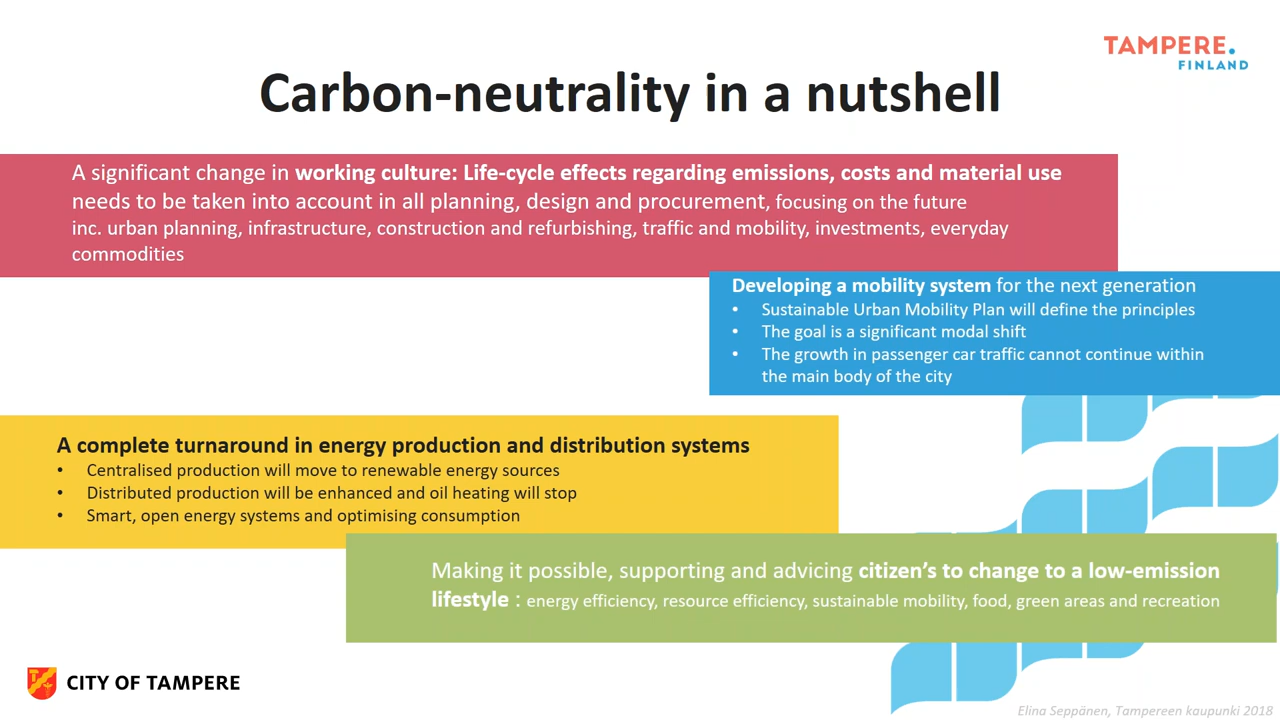 TAMPERE.
FINLAND
Carbon-neutrality in a nutshell
A significant change in working culture: Life-cycle effects regarding emissions, costs and material use
needs to be taken into account in all planning, design and procurement, focusing on the future
inc. urban planning, infrastructure, construction and refurbishing, traffic and mobility, investments, everyday
commodities
Developing a mobility system for the next generation
• Sustainable Urban Mobility Plan will define the principles
• The goal is a significant modal shift
• The growth in passenger car traffic cannot continue within
the main body of the city
A complete turnaround in energy production and distribution systems
• Centralised production will move to renewable energy sources
• Distributed production will be enhanced and oil heating will stop
• Smart, open energy systems and optimising consumption
Making it possible, supporting and advicing citizen's to change to a low-emission
lifestyle : energy efficiency, resource efficiency, sustainable mobility, food, green areas and recreation
CITY OF TAMPERE
Elina Seppänen, Tampereen kaupunki 2018